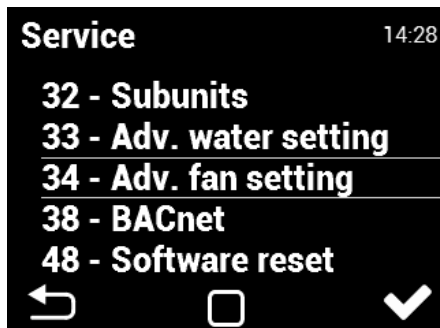 Service 14:28
32 - Subunits
33 - Adv. water setting
34 - Adv. fan setting
38 - BACnet
48 - Software reset